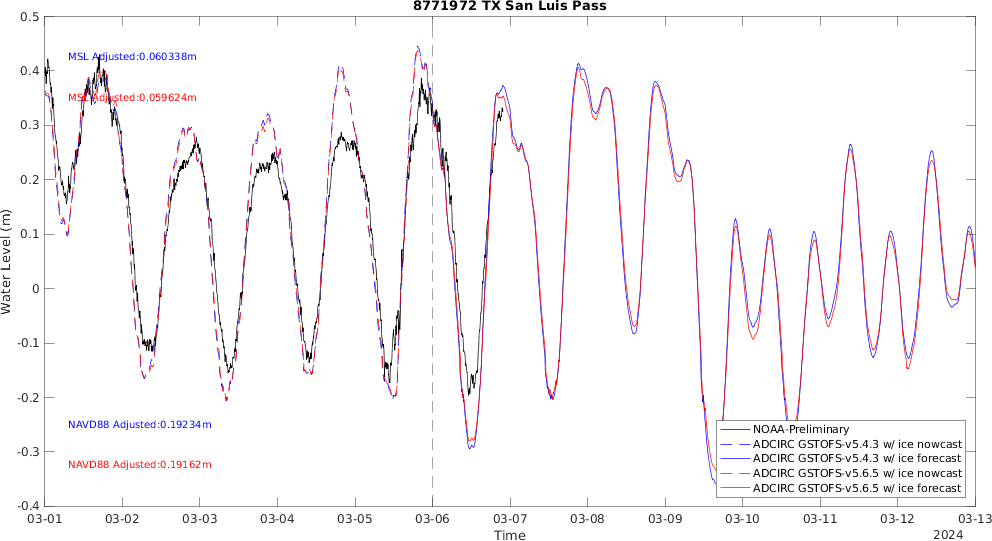 8771972 TX San Luis Pass
0.5
0.4
0.3
0.2
0.1
0
-0.1
-0.2
-0.3
-0.4
Water Level (m)
MSL Adjusted:0.060338m
MSL Adjusted:0.059624m
NAVD88 Adjusted:0.19234m
NAVD88 Adjusted:0.19162m
NOAA-Preliminary
ADCIRC GSTOFS-v5.4.3 w/ ice nowcast
ADCIRC GSTOFS-v5.4.3 w/ ice forecast
ADCIRC GSTOFS-v5.6.5 w/ ice nowcast
ADCIRC GSTOFS-v5.6.5 w/ ice forecast
03-01 03-02 03-03 03-04 03-05 03-06 03-07 03-08 03-09 03-10 03-11 03-12 03-13
Time
2024